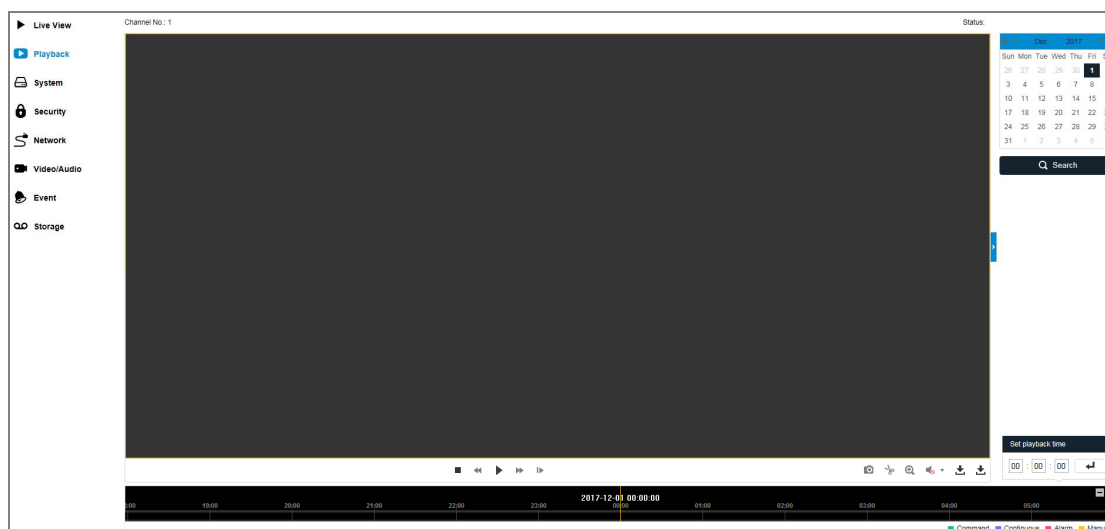 Live View
Playback
System
Security
Network
Video/Audio
Event
Storage
Channel No.: 1
Status:
Dec 2017
Sun Mon Tue Wed Thu Fri S
26 27 28 29 30 1
3 4 5 6 7 8
10 11 12 13 14 15
17 18 19 20 21 22
24 25 26 27 28 29
31 1 2 3 4 5
Search
Set playback time
00 : 00 : 00
2017-12-01 00:00:00
:00 19:00 20:00 21:00 22:00 23:00 00:00 01:00 02:00 03:00 04:00 05:00
Command Continuous Alarm Manu